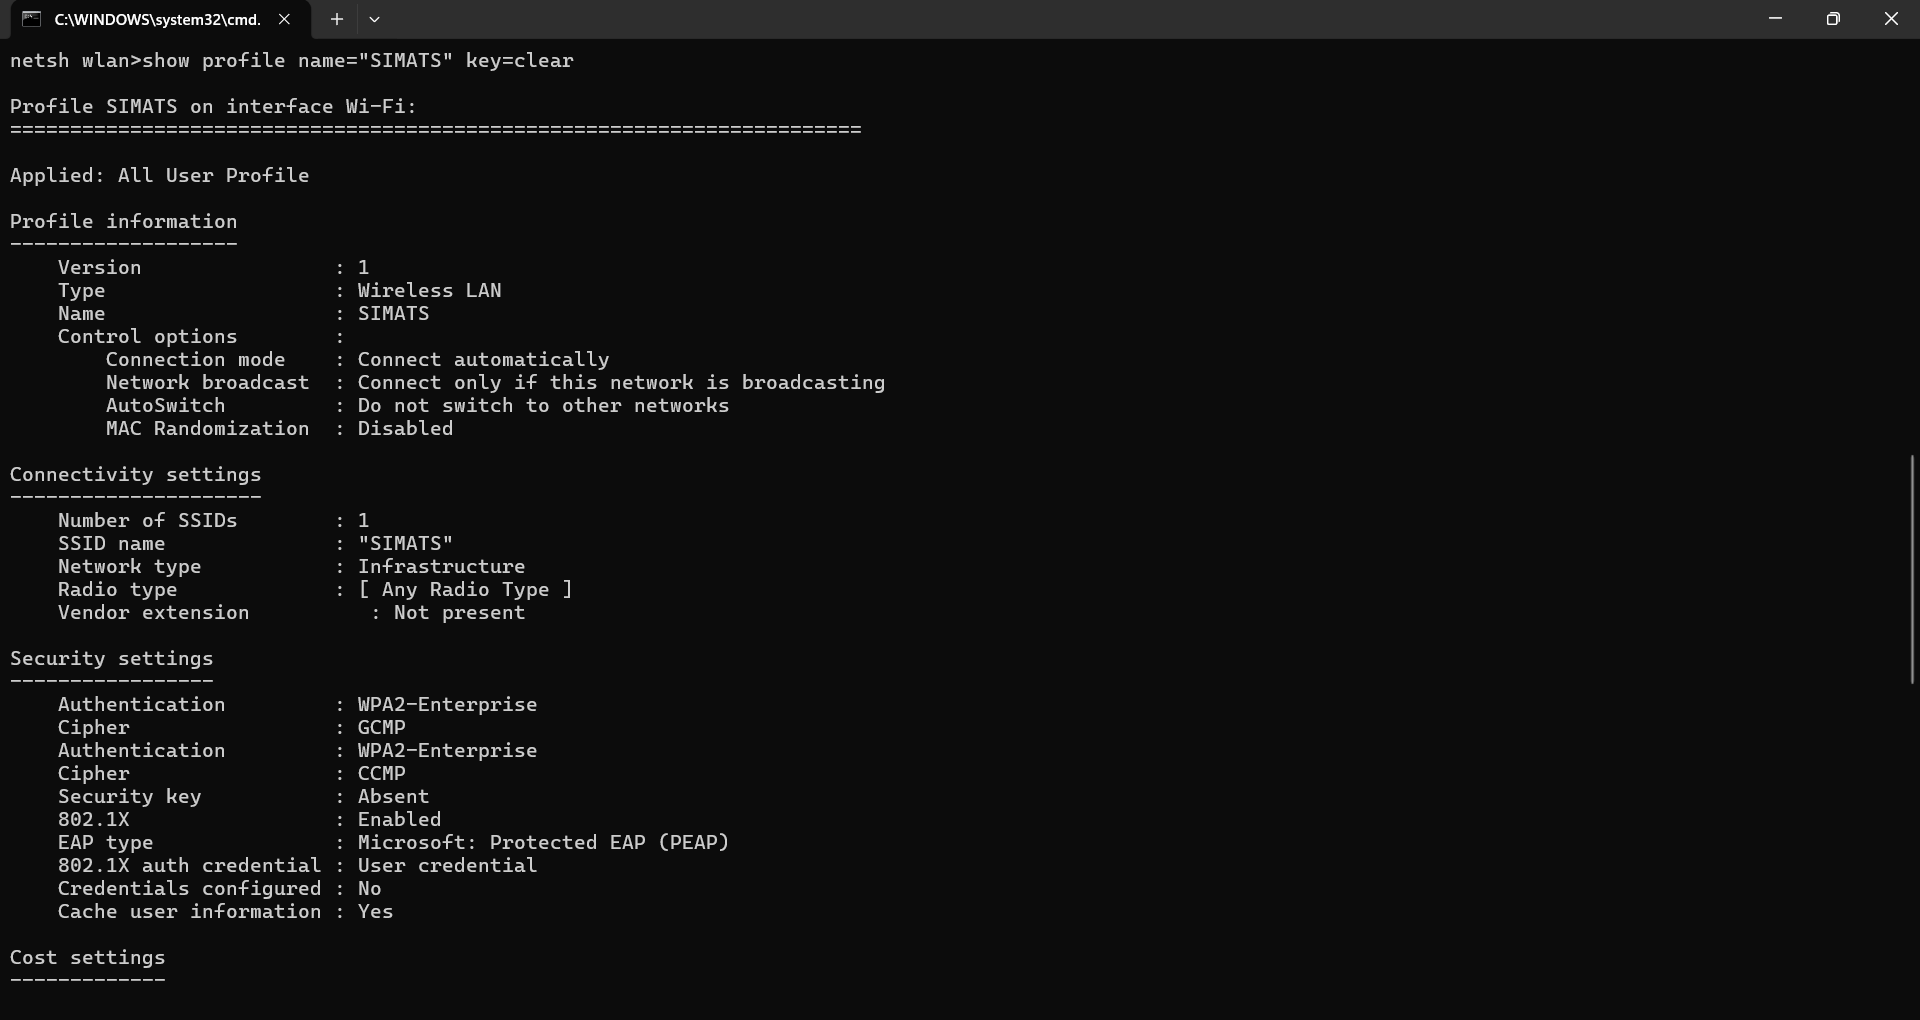 C:\WINDOWS\system32\cmd.
netsh wlan>show profile name="SIMATS" key=clear
Profile SIMATS on interface Wi-Fi:
=======================================================================
Applied: All User Profile
Profile information
-------------------
Version : 1
Type : Wireless LAN
Name : SIMATS
Control options :
Connection mode : Connect automatically
Network broadcast : Connect only if this network is broadcasting
AutoSwitch : Do not switch to other networks
MAC Randomization : Disabled
Connectivity settings
---------------------
Number of SSIDs : 1
SSID name : "SIMATS"
Network type : Infrastructure
Radio type : [ Any Radio Type ]
Vendor extension : Not present
Security settings
-----------------
Authentication : WPA2-Enterprise
Cipher : GCMP
Authentication : WPA2-Enterprise
Cipher : CCMP
Security key : Absent
802.1X : Enabled
EAP type : Microsoft: Protected EAP (PEAP)
802.1X auth credential : User credential
Credentials configured : No
Cache user information : Yes
Cost settings
-------------